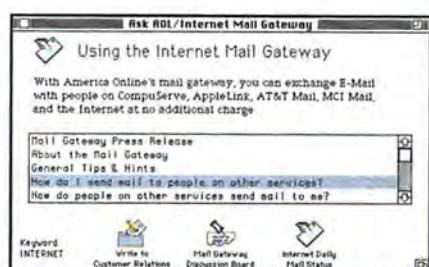 Ask AOL/Internet Mail Gateway
Using the Internet Mail Gateway
With America Online's mail gateway, you can exchange E-Mail
with people on CompuServe, AppleLink, AT&T Mail, MCI Mail,
and the Internet at no additional charge
Mail Gateway Press Release
About the Mail Gateway
General Tips & Hints
How do I send mail to people on other services?
How do people on other services send mail to me?
Keyword
INTERNET
Write to
Customer Relations
Mail Gateway
Discussion Board
Internet Daily
Mail Status